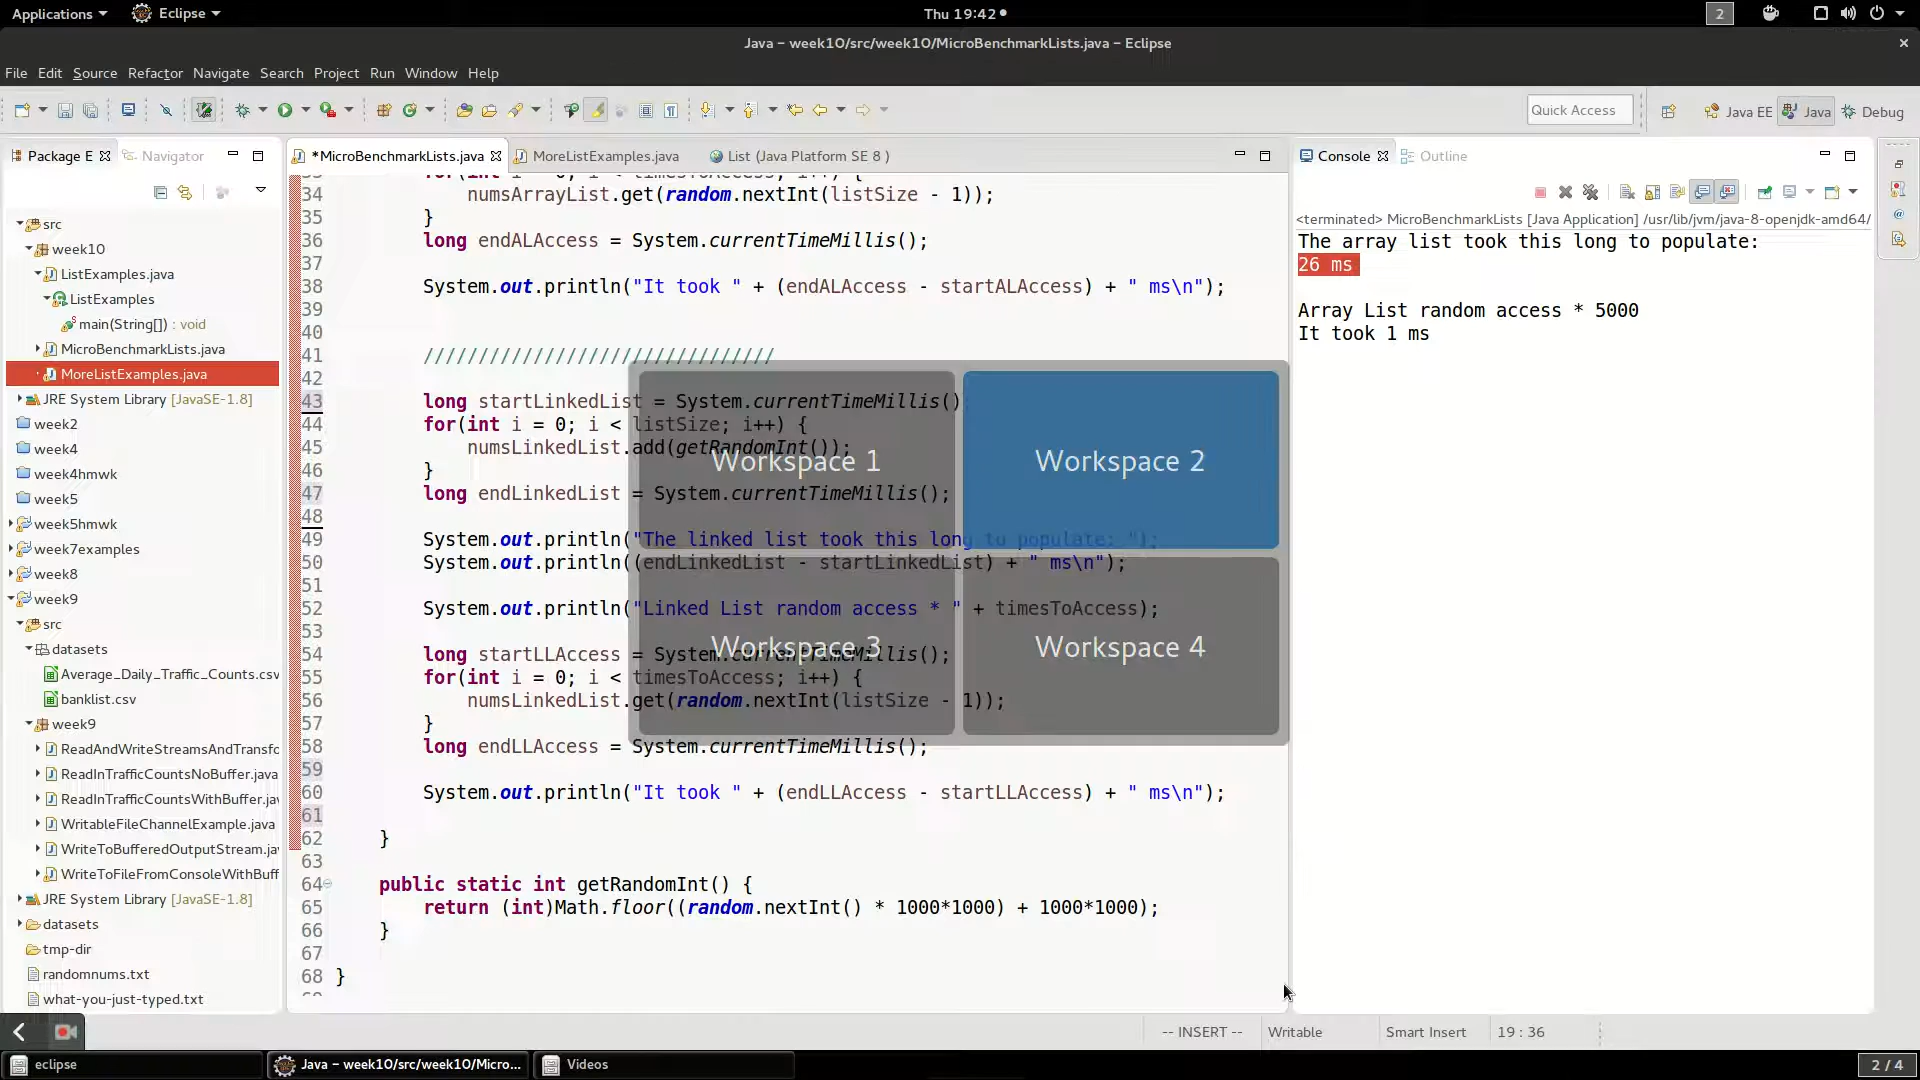 Applications
Eclipse
Thu 19:42
2
Java – week10/src/week10/MicroBenchmarkLists.java – Eclipse
File Edit Source Refactor Navigate Search Project Run Window Help
Quick Access
Java EE
Java
Debug
Package E
Navigator
*MicroBenchmarkLists.java
MoreListExamples.java
List (Java Platform SE 8 )
Console
Outline
src
week10
ListExamples.java
ListExamples
main(String[]) : void
MicroBenchmarkLists.java
MoreListExamples.java
JRE System Library [JavaSE-1.8]
week2
week4
week4hmwk
week5
week5hmwk
week7examples
week8
week9
src
datasets
Average_Daily_Traffic_Counts.csv
banklist.csv
week9
ReadAndWriteStreamsAndTransfo
ReadInTrafficCountsNoBuffer.java
ReadInTrafficCountsWithBuffer.jav
WritableFileChannelExample.java
WriteToBufferedOutputStream.jav
WriteToFileFromConsoleWithBuff
JRE System Library [JavaSE-1.8]
datasets
tmp-dir
randomnums.txt
what-you-just-typed.txt
for(int i = 0; i < timesToAccess; i++) {
34 numsArrayList.get(random.nextInt(listSize - 1));
35 }
36 long endALAccess = System.currentTimeMillis();
37
38 System.out.println("It took " + (endALAccess - startALAccess) + " ms\n");
39
40
41 ////////////////////////////////
42
43 long startLinkedList = System.currentTimeMillis()
44 for(int i = 0; i < listSize; i++) {
45 numsLinkedList.add(getRandomInt());
46 }
47 long endLinkedList = System.currentTimeMillis();
48
49 System.out.println("The linked list took this long to populate: ");
50 System.out.println((endLinkedList - startLinkedList) + " ms\n");
51
52 System.out.println("Linked List random access * " + timesToAccess);
53
54 long startLLAccess = System.currentTimeMillis();
55 for(int i = 0; i < timesToAccess; i++) {
56 numsLinkedList.get(random.nextInt(listSize - 1));
57 }
58 long endLLAccess = System.currentTimeMillis();
59
60 System.out.println("It took " + (endLLAccess - startLLAccess) + " ms\n");
61
62 }
63
64 public static int getRandomInt() {
65 return (int)Math.floor((random.nextInt() * 1000*1000) + 1000*1000);
66 }
67
68 }
Workspace 1
Workspace 2
Workspace 3
Workspace 4
<terminated> MicroBenchmarkLists [Java Application] /usr/lib/jvm/java-8-openjdk-amd64/
The array list took this long to populate:
26 ms
Array List random access * 5000
It took 1 ms
-- INSERT --
Writable
Smart Insert
19 : 36
eclipse
Java – week10/src/week10/Micro...
Videos
2 / 4